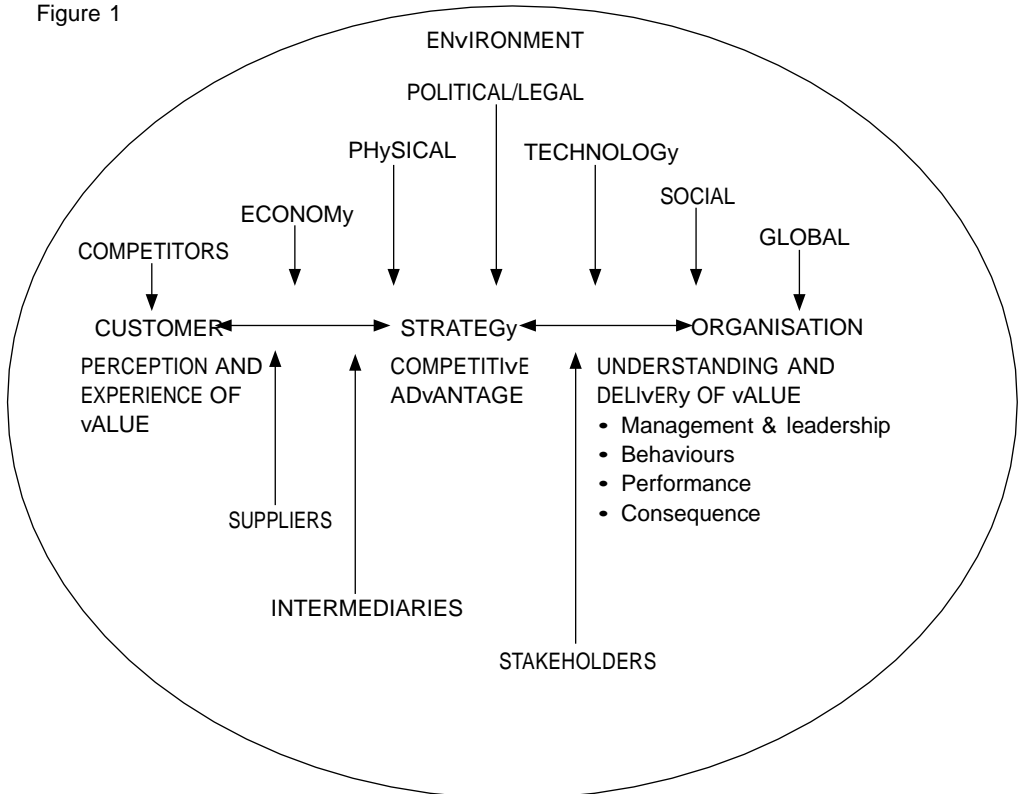 Figure 1
ENvIRONMENT
POLITICAL/LEGAL
PHySICAL
TECHNOLOGy
SOCIAL
ECONOMy
GLOBAL
COMPETITORS
CUSTOMER
STRATEGy
ORGANISATION
PERCEPTION AND
EXPERIENCE OF
vALUE
COMPETITIvE
ADvANTAGE
UNDERSTANDING AND
DELIvERy OF vALUE
• Management & leadership
• Behaviours
• Performance
• Consequence
SUPPLIERS
INTERMEDIARIES
STAKEHOLDERS